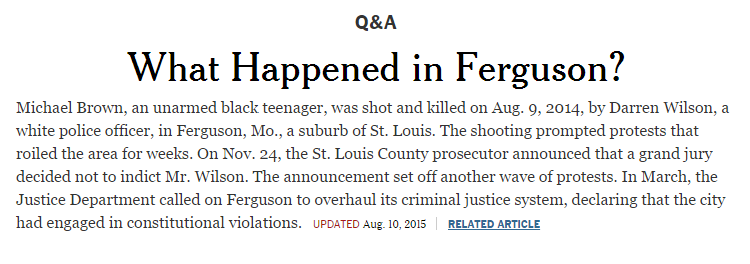 Q&A
What Happened in Ferguson?
Michael Brown, an unarmed black teenager, was shot and killed on Aug. 9, 2014, by Darren Wilson, a
white police officer, in Ferguson, Mo., a suburb of St. Louis. The shooting prompted protests that
roiled the area for weeks. On Nov. 24, the St. Louis County prosecutor announced that a grand jury
decided not to indict Mr. Wilson. The announcement set off another wave of protests. In March, the
Justice Department called on Ferguson to overhaul its criminal justice system, declaring that the city
had engaged in constitutional violations. UPDATED Aug. 10, 2015 | RELATED ARTICLE